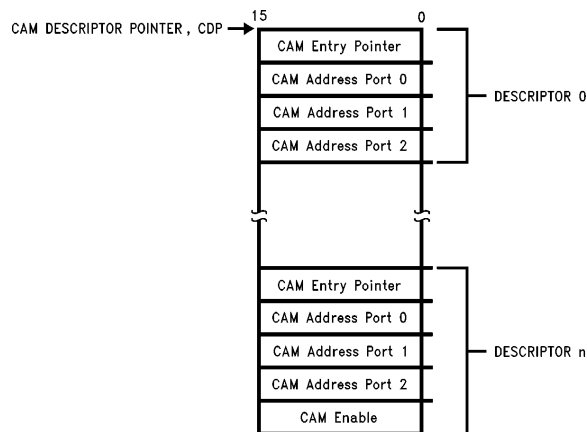 15 0
CAM DESCRIPTOR POINTER, CDP
CAM Entry Pointer
CAM Address Port 0
CAM Address Port 1
CAM Address Port 2
DESCRIPTOR 0
CAM Entry Pointer
CAM Address Port 0
CAM Address Port 1
CAM Address Port 2
CAM Enable
DESCRIPTOR n